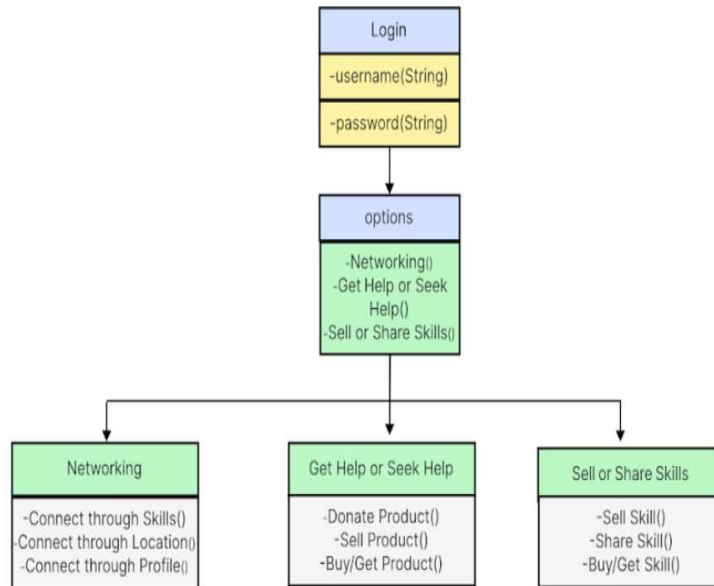 Login
-username(String)
-password(String)
options
-Networking()
-Get Help or Seek
Help()
-Sell or Share Skills()
Networking
-Connect through Skills()
-Connect through Location()
-Connect through Profile()
Get Help or Seek Help
-Donate Product()
-Sell Product()
-Buy/Get Product()
Sell or Share Skills
-Sell Skill()
-Share Skill()
-Buy/Get Skill()